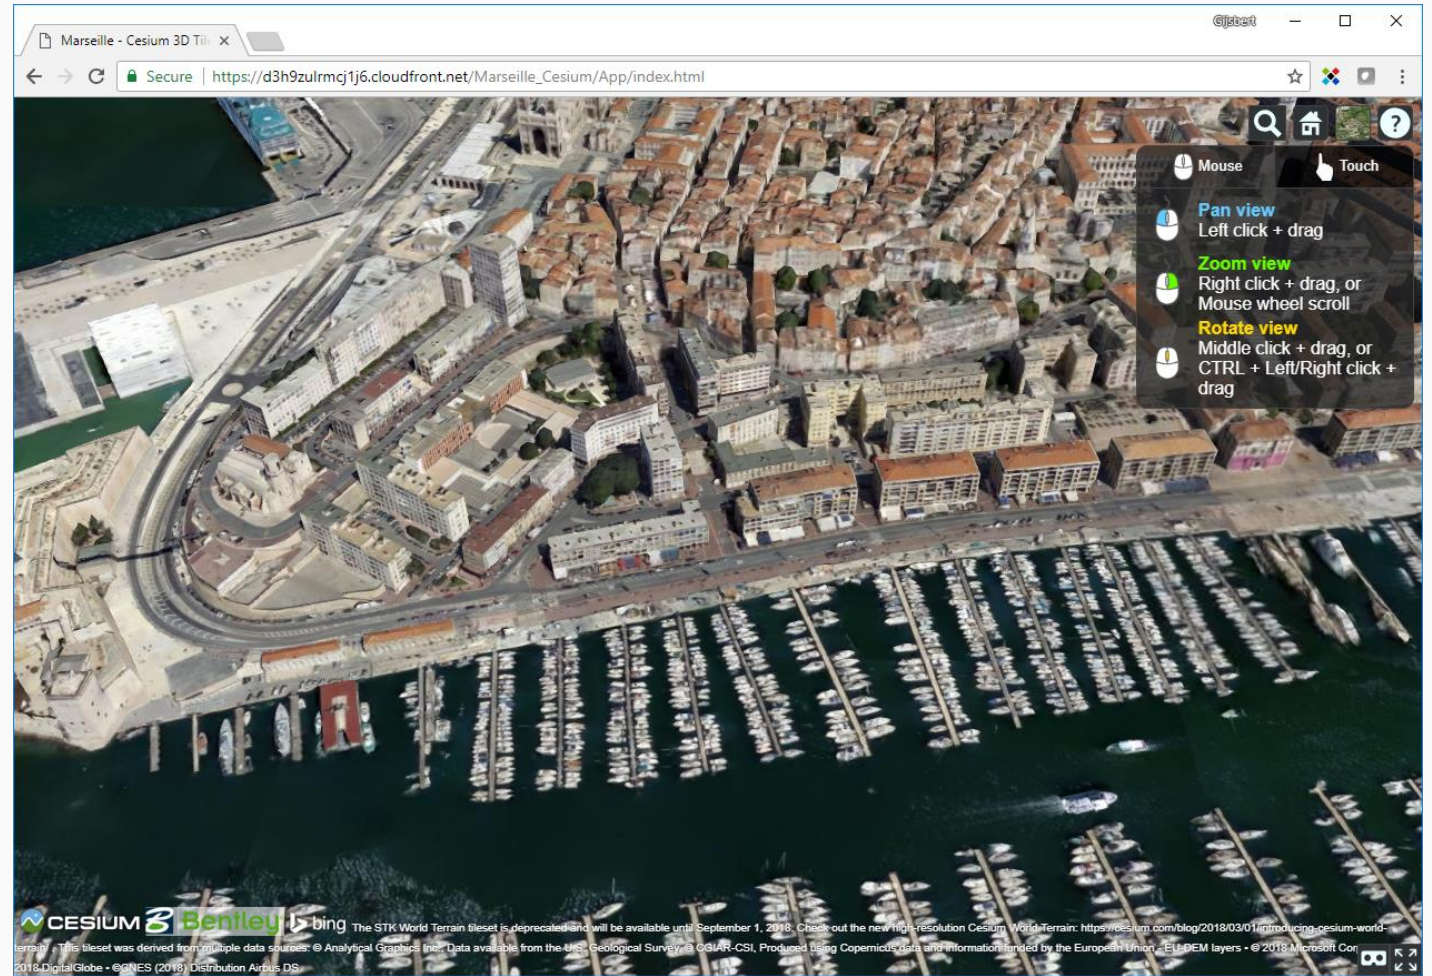 Gijsbert
Marseille - Cesium 3D Til
Secure https://d3h9zulrmcj1j6.cloudfront.net/Marseille_Cesium/App/index.html
Mouse Touch
Pan view
Left click + drag
Zoom view
Right click + drag, or
Mouse wheel scroll
Rotate view
Middle click + drag, or
CTRL + Left/Right click +
drag
CESIUM Bentley bing The STK World Terrain tileset is deprecated and will be available until September 1, 2018. Check out the new high-resolution Cesium World Terrain: https://cesium.com/blog/2018/03/01/introducing-cesium-world-
terrain/ • This tileset was derived from multiple data sources: © Analytical Graphics Inc., Data available from the U.S. Geological Survey, © CGIAR-CSI, Produced using Copernicus data and information funded by the European Union - EU-DEM layers • © 2018 Microsoft Cor
2018 DigitalGlobe • ©CNES (2018) Distribution Airbus DS